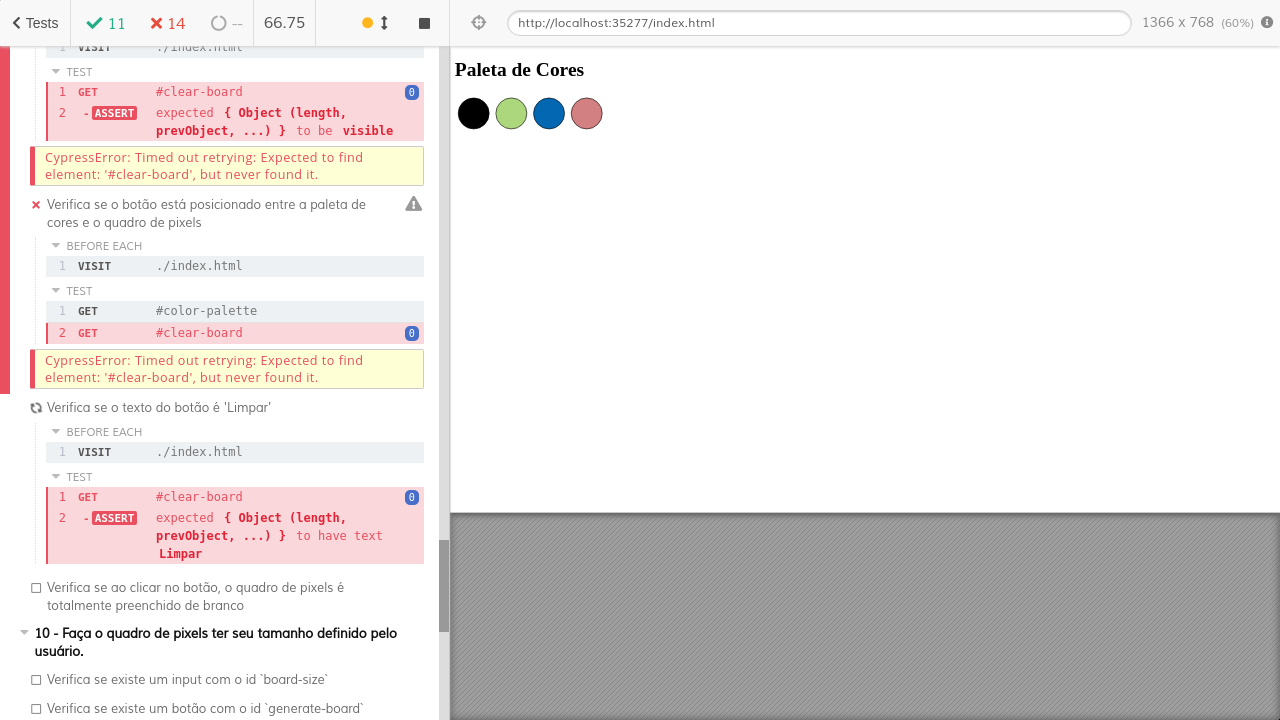 Tests 11 14 -- 66.75
http://localhost:35277/index.html 1366 x 768 (60%)
1 VISIT ./index.html
TEST
1 GET #clear-board 0
2 - ASSERT expected { Object (length,
prevObject, ...) } to be visible
CypressError: Timed out retrying: Expected to find
element: '#clear-board', but never found it.
Verifica se o botão está posicionado entre a paleta de
cores e o quadro de pixels
BEFORE EACH
1 VISIT ./index.html
TEST
1 GET #color-palette
2 GET #clear-board 0
CypressError: Timed out retrying: Expected to find
element: '#clear-board', but never found it.
Verifica se o texto do botão é 'Limpar'
BEFORE EACH
1 VISIT ./index.html
TEST
1 GET #clear-board 0
2 - ASSERT expected { Object (length,
prevObject, ...) } to have text
Limpar
Verifica se ao clicar no botão, o quadro de pixels é
totalmente preenchido de branco
10 - Faça o quadro de pixels ter seu tamanho definido pelo
usuário.
Verifica se existe um input com o id `board-size`
Verifica se existe um botão com o id `generate-board`
Paleta de Cores